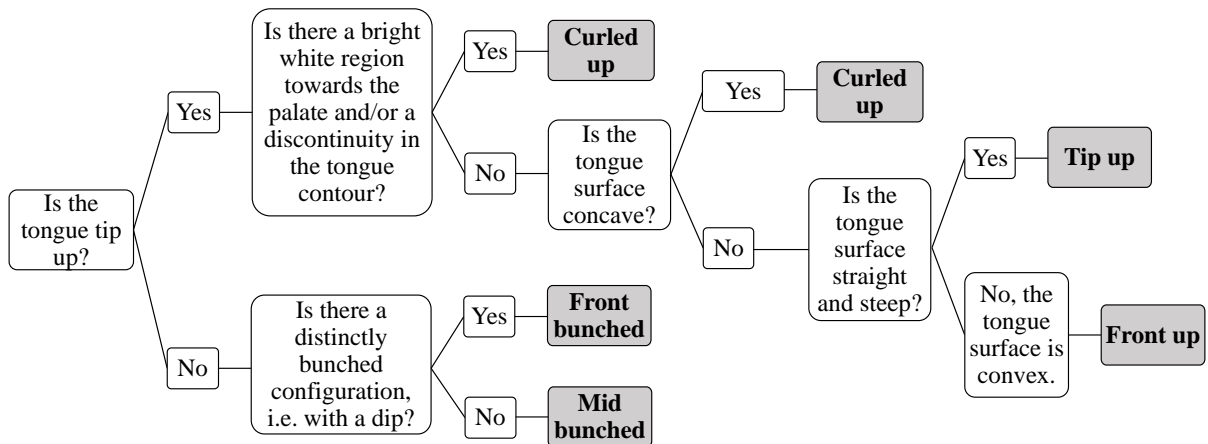 Is the
tongue tip
up?
Yes
Is there a bright
white region
towards the
palate and/or a
discontinuity in
the tongue
contour?
Yes
Curled
up
No
Is the
tongue
surface
concave?
Yes
Curled
up
No
Is the
tongue
surface
straight
and steep?
Yes
Tip up
No, the
tongue
surface is
convex.
Front up
No
Is there a
distinctly
bunched
configuration,
i.e. with a dip?
Yes
Front
bunched
No
Mid
bunched